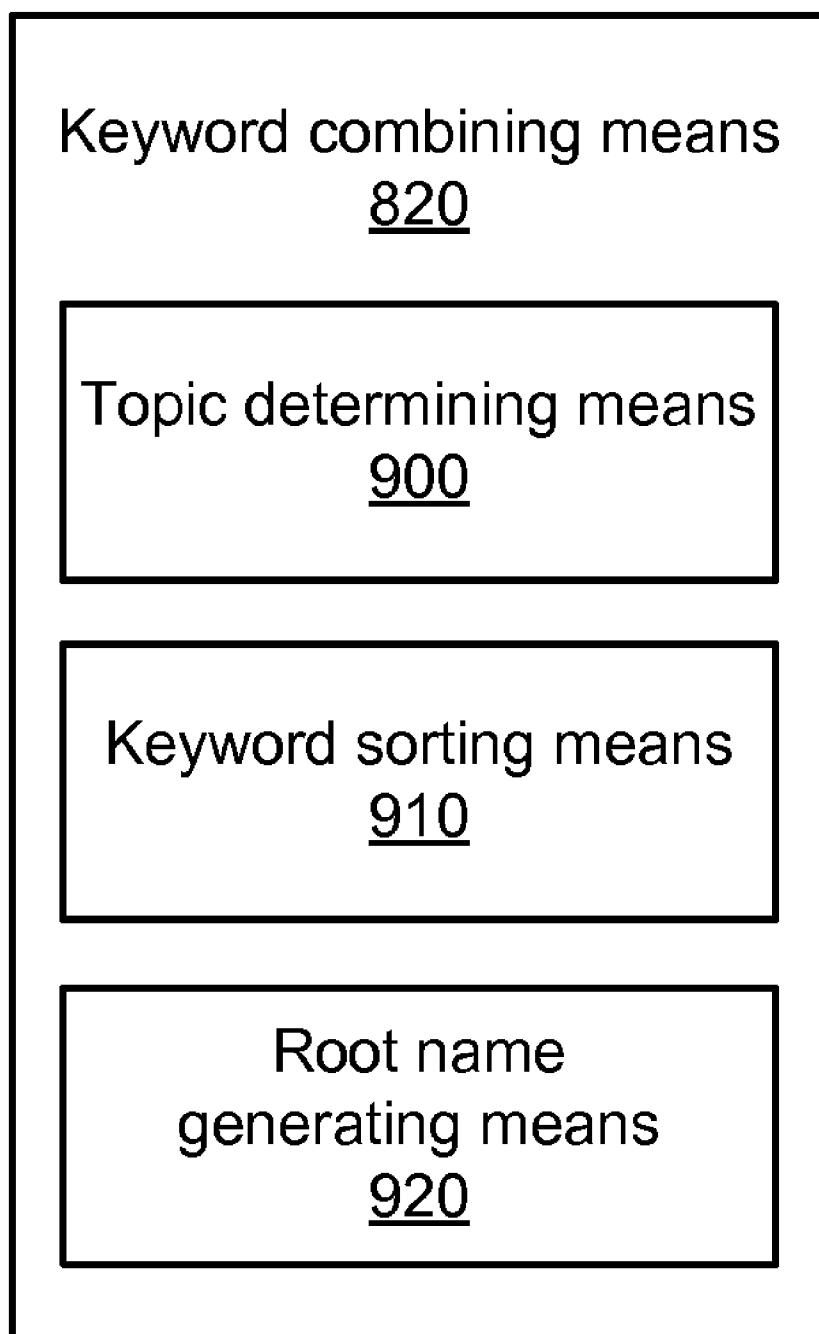 Keyword combining means
820
Topic determining means
900
Keyword sorting means
910
Root name
generating means
920